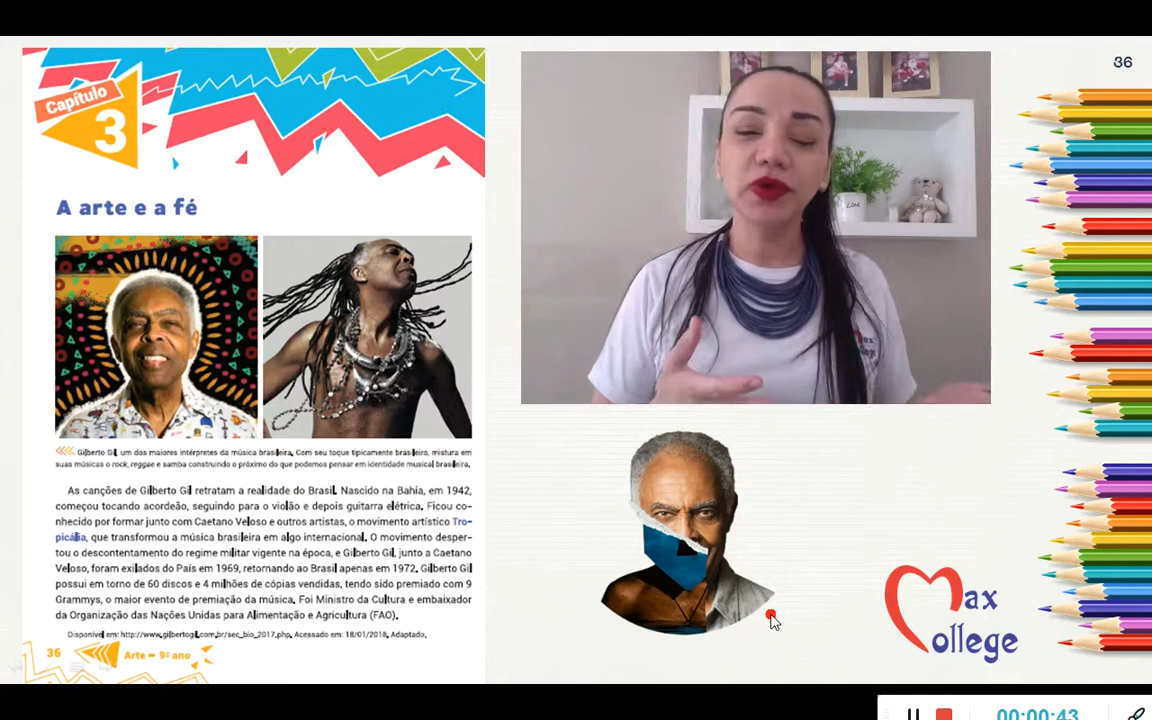 Capítulo
3
A arte e a fé
Gilberto Gil, um dos maiores intérpretes da música brasileira. Com seu toque tipicamente brasileiro, mistura em
suas músicas o rock, reggae e samba construindo o próximo do que podemos pensar em identidade musical brasileira.
As canções de Gilberto Gil retratam a realidade do Brasil. Nascido na Bahia, em 1942,
começou tocando acordeão, seguindo para o violão e depois guitarra elétrica. Ficou co-
nhecido por formar junto com Caetano Veloso e outros artistas, o movimento artístico Tro-
picália, que transformou a música brasileira em algo internacional. O movimento desper-
tou o descontentamento do regime militar vigente na época, e Gilberto Gil, junto a Caetano
Veloso, foram exilados do País em 1969, retornando ao Brasil apenas em 1972. Gilberto Gil
possui em torno de 60 discos e 4 milhões de cópias vendidas, tendo sido premiado com 9
Grammys, o maior evento de premiação da música. Foi Ministro da Cultura e embaixador
da Organização das Nações Unidas para Alimentação e Agricultura (FAO).
Disponível em: http://www.gilbertogil.com.br/sec_bio_2017.php. Acessado em: 18/01/2018. Adaptado.
36
Arte – 9º ano
36
LOVE
Max
College
00:00:43